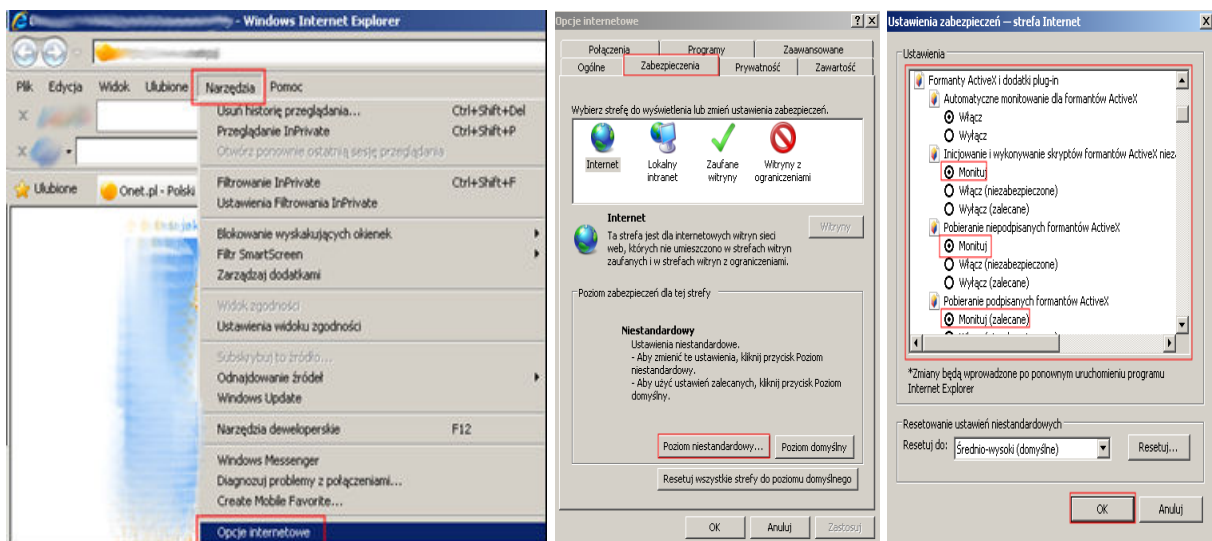 - Windows Internet Explorer
Plik Edycja Widok Ulubione Narzędzia Pomoc
Usuń historię przeglądania... Ctrl+Shift+Del
Przeglądanie InPrivate Ctrl+Shift+P
Otwórz ponownie ostatnią sesję przeglądania
Ulubione
Onet.pl - Polski
Filtrowanie InPrivate Ctrl+Shift+F
Ustawienia Filtrowania InPrivate
Blokowanie wyskakujących okienek
Filtr SmartScreen
Zarządzaj dodatkami
Widok zgodności
Ustawienia widoku zgodności
Subskrybuj to źródło...
Odnajdowanie źródeł
Windows Update
Narzędzia deweloperskie F12
Windows Messenger
Diagnozuj problemy z połączeniami...
Create Mobile Favorite...
Opcje internetowe
Opcje internetowe
Połączenia Programy Zaawansowane
Ogólne Zabezpieczenia Prywatność Zawartość
Wybierz strefę do wyświetlenia lub zmień ustawienia zabezpieczeń.
Internet Lokalny intranet Zaufane witryny Witryny z ograniczeniami
Internet
Witryny
Ta strefa jest dla internetowych witryn sieci
web, których nie umieszczono w strefach witryn
zaufanych i w strefach witryn z ograniczeniami.
Poziom zabezpieczeń dla tej strefy
Niestandardowy
Ustawienia niestandardowe.
- Aby zmienić te ustawienia, kliknij przycisk Poziom
niestandardowy.
- Aby użyć ustawień zalecanych, kliknij przycisk Poziom
domyślny.
Poziom niestandardowy... Poziom domyślny
Resetuj wszystkie strefy do poziomu domyślnego
OK Anuluj Zastosuj
Ustawienia zabezpieczeń — strefa Internet
Ustawienia
Formanty ActiveX i dodatki plug-in
Automatyczne monitowanie dla formantów ActiveX
Włącz
Wyłącz
Inicjowanie i wykonywanie skryptów formantów ActiveX niez
Monituj
Włącz (niezabezpieczone)
Wyłącz (zalecane)
Pobieranie niepodpisanych formantów ActiveX
Monituj
Włącz (niezabezpieczone)
Wyłącz (zalecane)
Pobieranie podpisanych formantów ActiveX
Monituj (zalecane)
*Zmiany będą wprowadzone po ponownym uruchomieniu programu
Internet Explorer
Resetowanie ustawień niestandardowych
Resetuj do: Średnio-wysoki (domyślne) Resetuj...
OK Anuluj